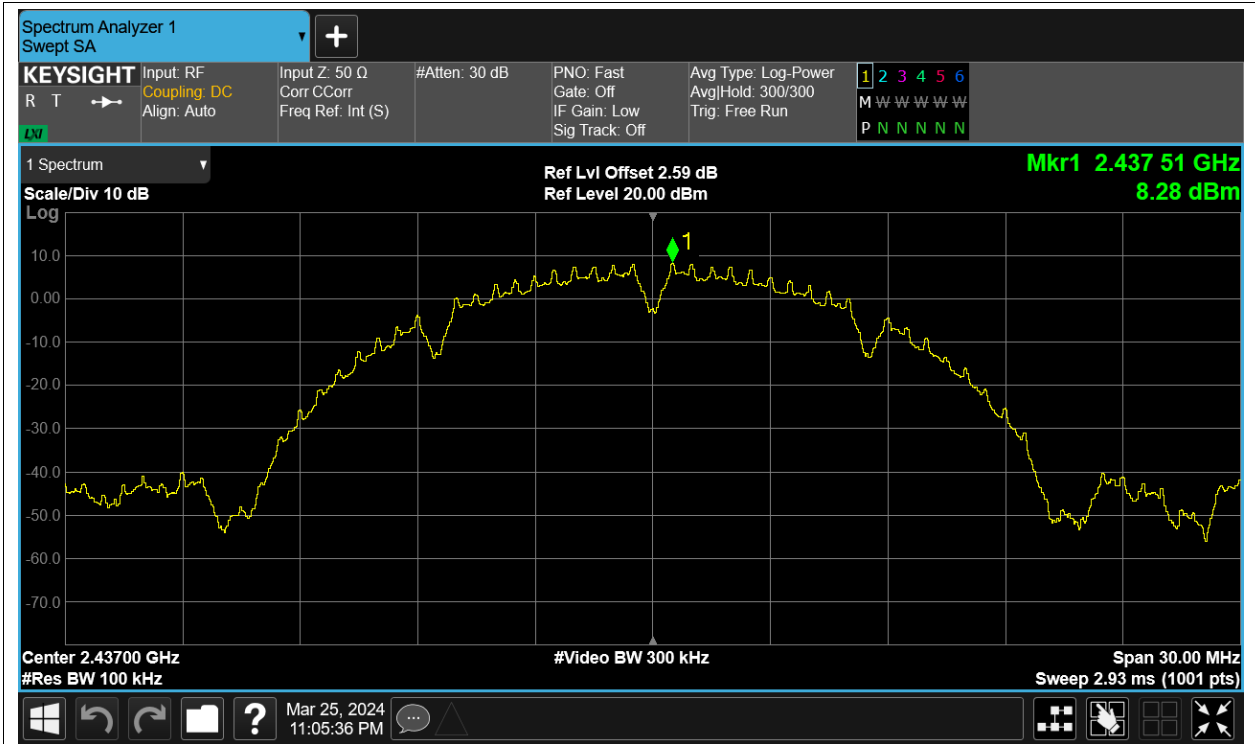 Spectrum Analyzer 1
Swept SA
KEYSIGHT
R T
LXI
Input: RF
Coupling: DC
Align: Auto
Input Z: 50 Ω
Corr CCorr
Freq Ref: Int (S)
#Atten: 30 dB
PNO: Fast
Gate: Off
IF Gain: Low
Sig Track: Off
Avg Type: Log-Power
Avg|Hold: 300/300
Trig: Free Run
1 2 3 4 5 6
M W W W W W
P N N N N N
1 Spectrum
Scale/Div 10 dB
Log
Ref Lvl Offset 2.59 dB
Ref Level 20.00 dBm
Mkr1 2.437 51 GHz
8.28 dBm
1
10.0
0.00
-10.0
-20.0
-30.0
-40.0
-50.0
-60.0
-70.0
Center 2.43700 GHz
#Res BW 100 kHz
#Video BW 300 kHz
Span 30.00 MHz
Sweep 2.93 ms (1001 pts)
?
Mar 25, 2024
11:05:36 PM